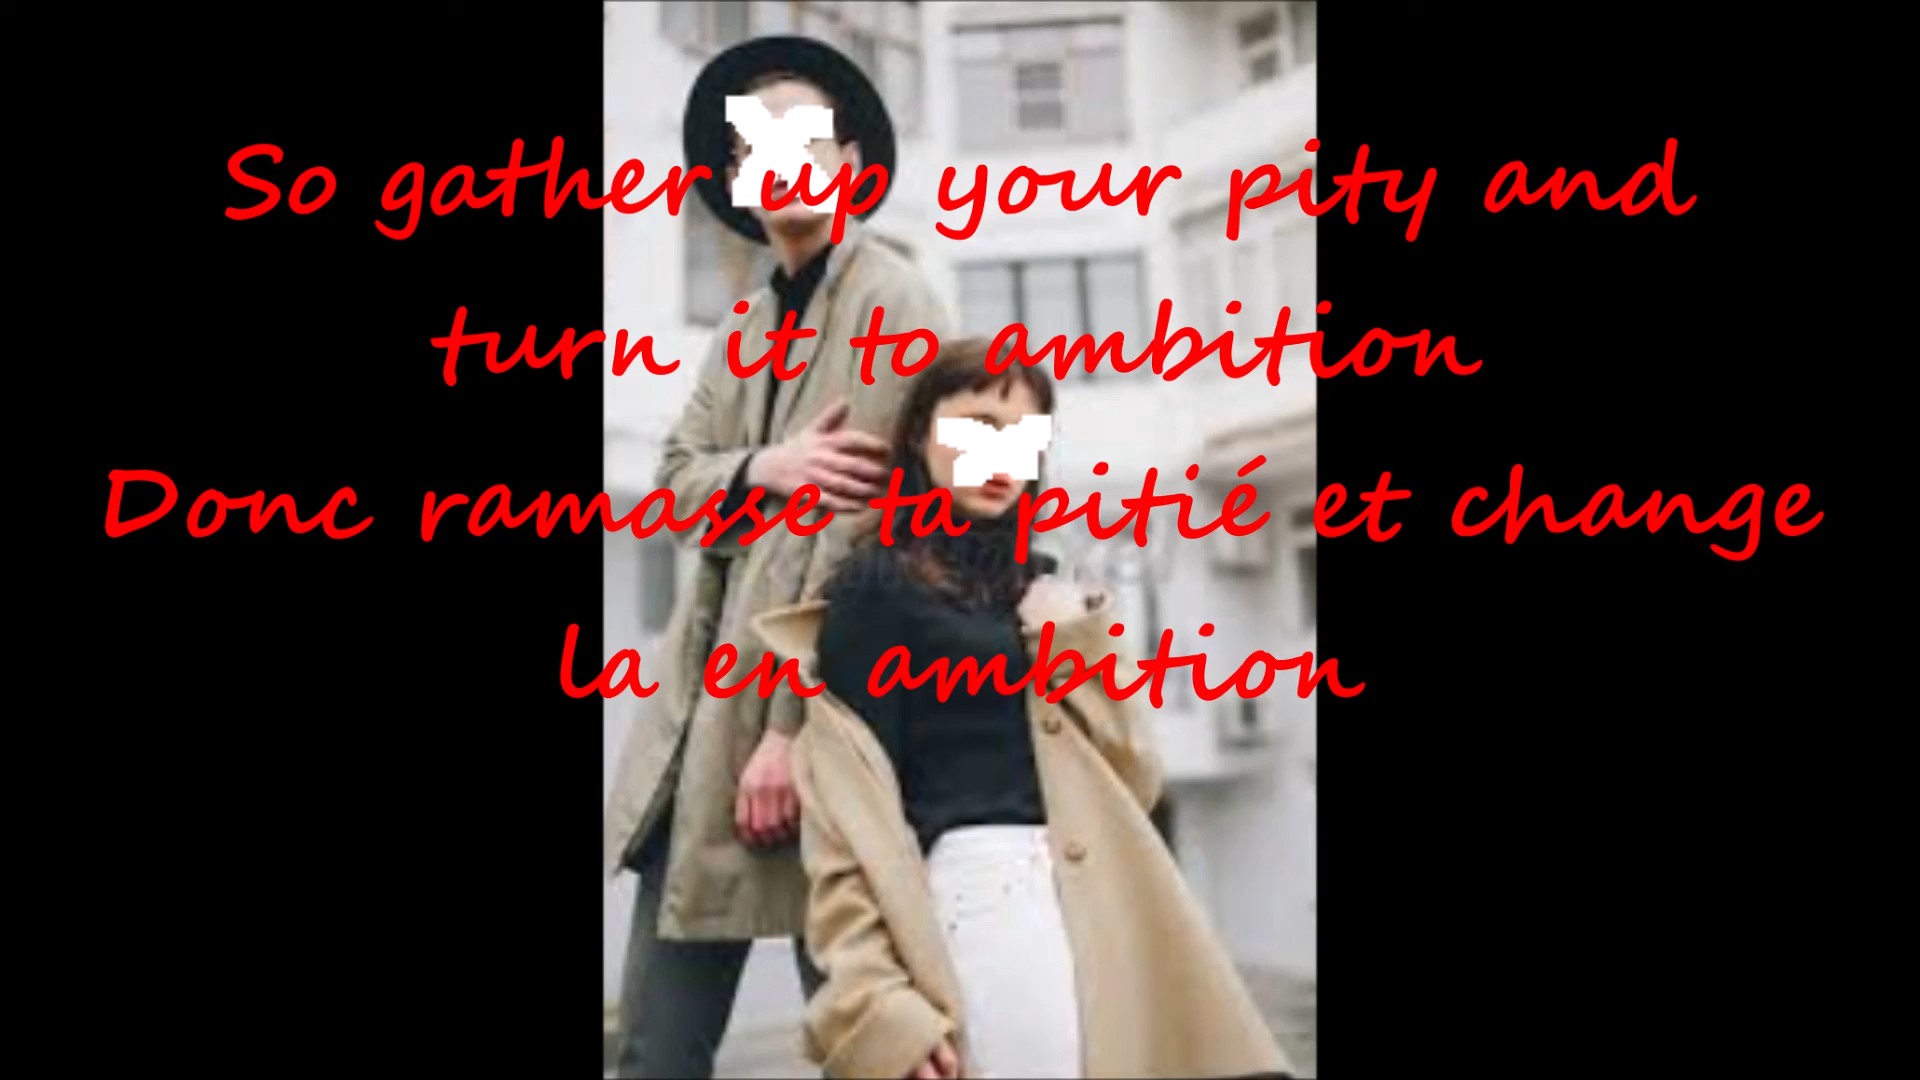 So gather up your pity and
turn it to ambition
Donc ramasse ta pitié et change
la en ambition